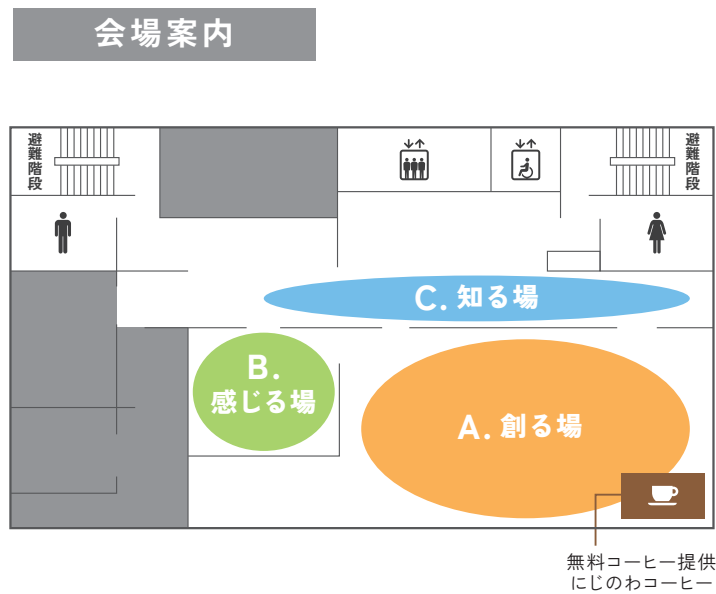 会場案内
避難階段
避難階段
C. 知る場
B.
感じる場
A. 創る場
無料コーヒー提供
にじのわコーヒー